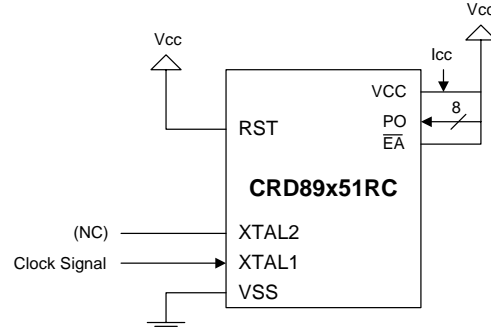 Vcc
Vcc
Icc
VCC
8
PO
EA
RST
CRD89x51RC
(NC)
XTAL2
Clock Signal
XTAL1
VSS